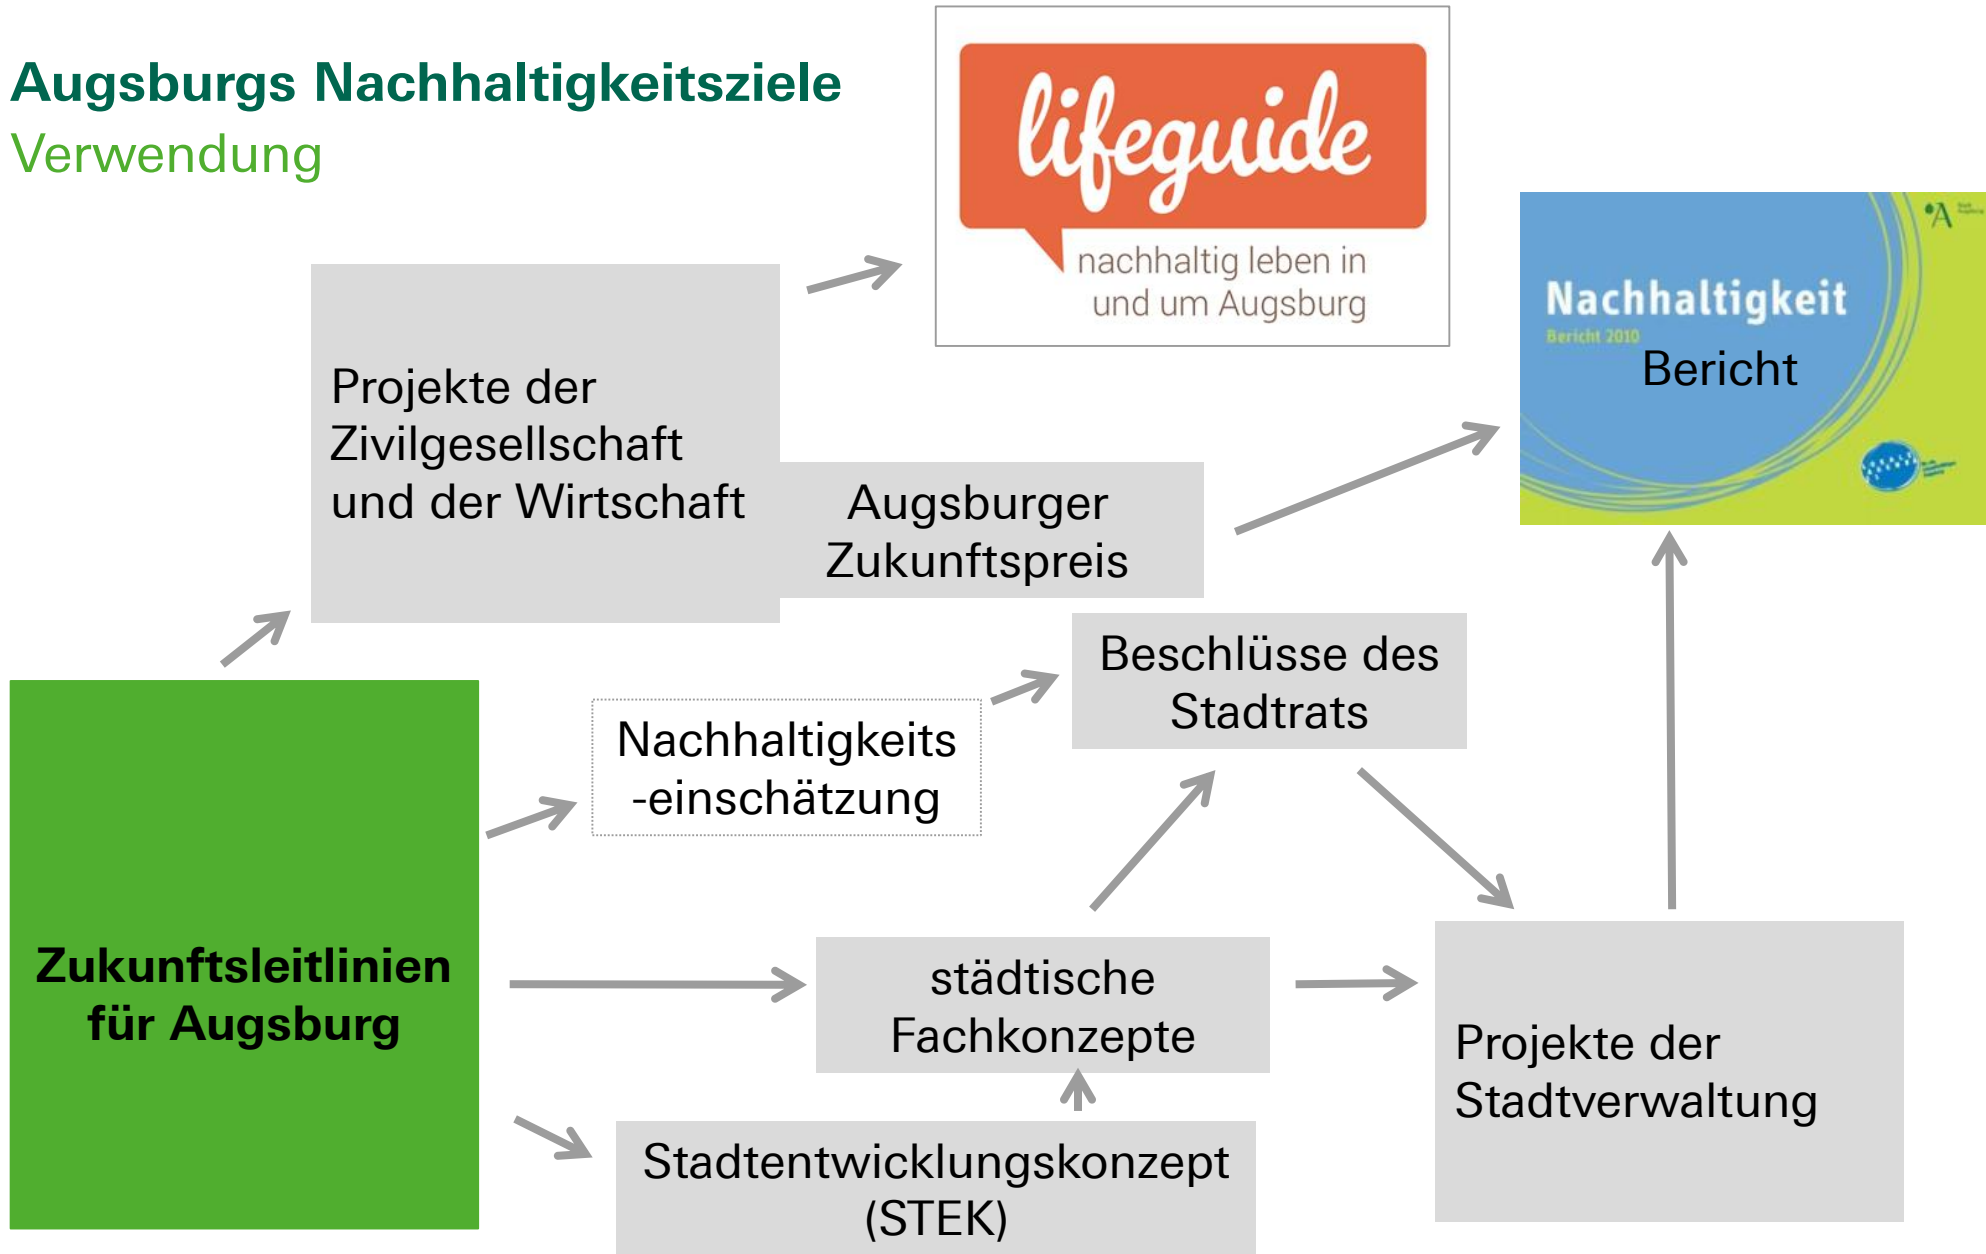 Augsburgs Nachhaltigkeitsziele
Verwendung
lifeguide
nachhaltig leben in
und um Augsburg
Nachhaltigkeit
Bericht 2010
Bericht
Projekte der
Zivilgesellschaft
und der Wirtschaft
Augsburger
Zukunftspreis
Beschlüsse des
Stadtrats
Nachhaltigkeits
-einschätzung
Zukunftsleitlinien
für Augsburg
städtische
Fachkonzepte
Projekte der
Stadtverwaltung
Stadtentwicklungskonzept
(STEK)